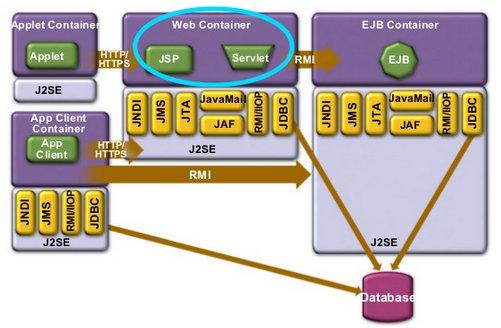 Applet Container
Applet
J2SE
HTTP/
HTTPS
Web Container
JSP
Servlet
RMI
EJB Container
EJB
JNDI
JMS
JTA
JavaMail
JAF
RMI/IIOP
JDBC
J2SE
JNDI
JMS
JTA
JavaMail
JAF
RMI/IIOP
JDBC
J2SE
App Client
Container
App
Client
HTTP/
HTTPS
RMI
JNDI
JMS
RMI/IIOP
JDBC
J2SE
Database